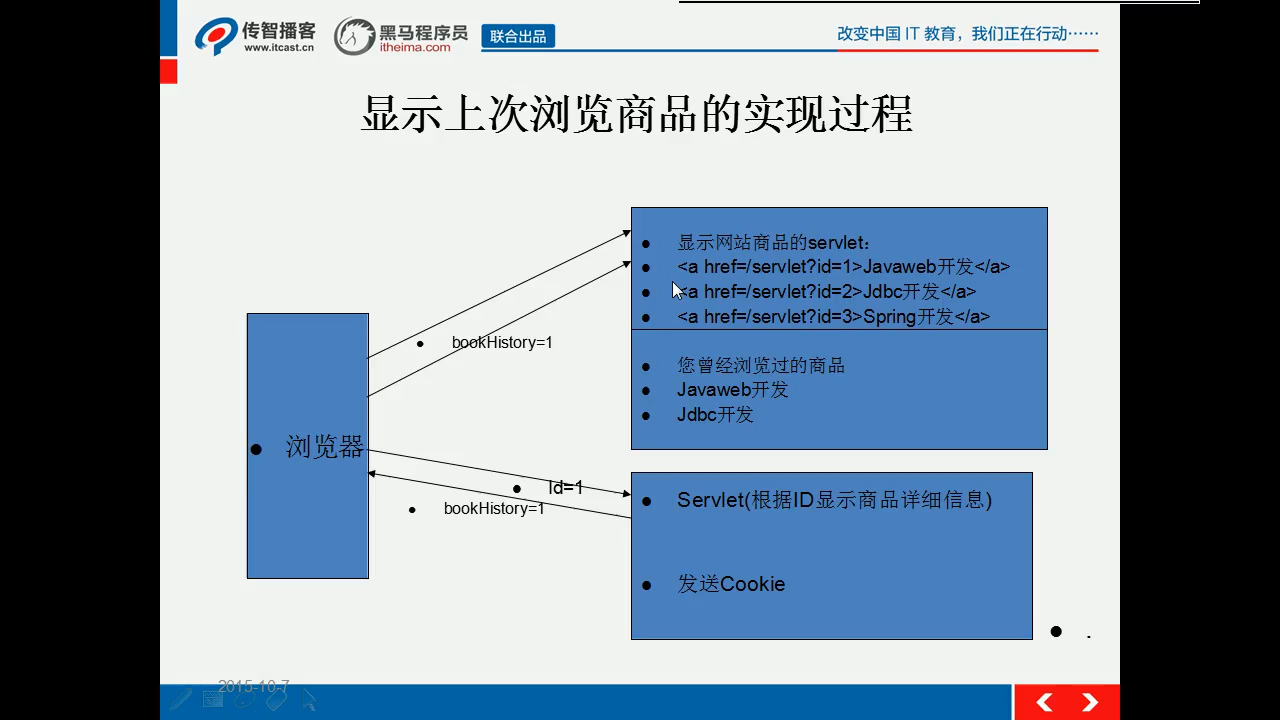 传智播客
www.itcast.cn
黑马程序员
itheima.com
联合出品
改变中国 IT 教育，我们正在行动……
显示上次浏览商品的实现过程
显示网站商品的servlet：
<a href=/servlet?id=1>Javaweb开发</a>
<a href=/servlet?id=2>Jdbc开发</a>
<a href=/servlet?id=3>Spring开发</a>
bookHistory=1
您曾经浏览过的商品
Javaweb开发
Jdbc开发
浏览器
Id=1
bookHistory=1
Servlet(根据ID显示商品详细信息)
发送Cookie
.
2015-10-7